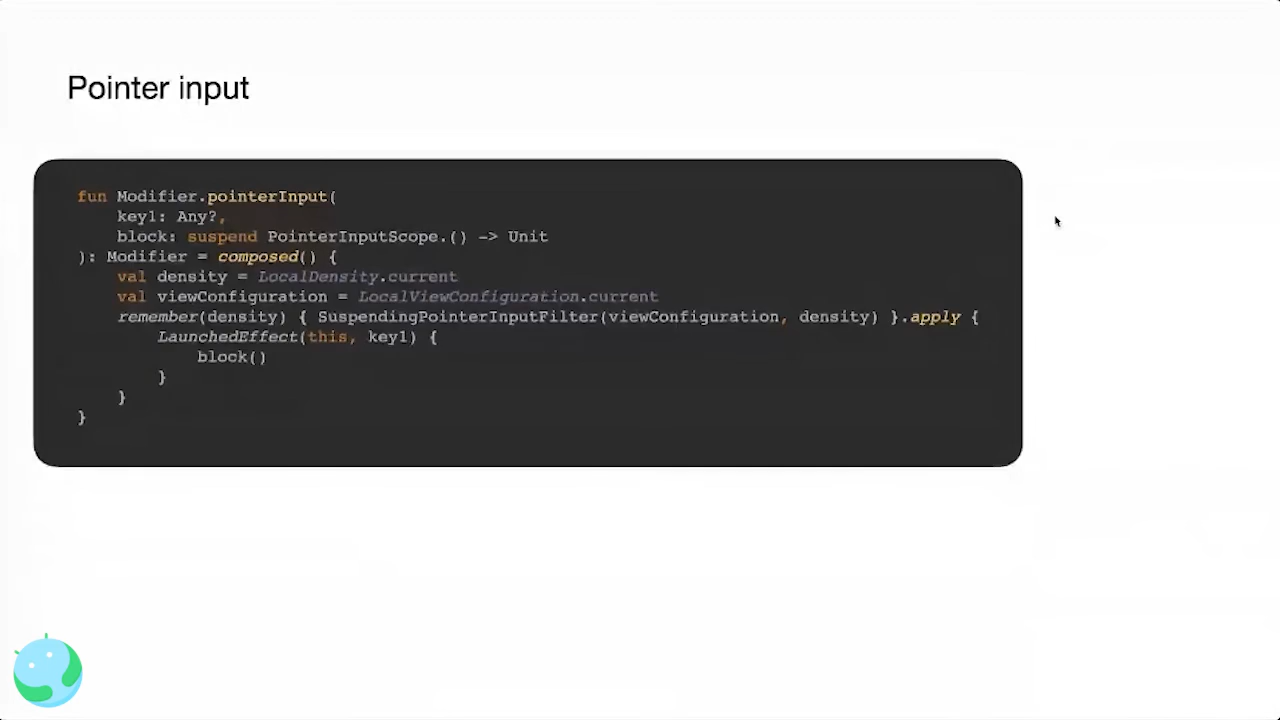 Pointer input
fun Modifier.pointerInput(
    key1: Any?,
    block: suspend PointerInputScope.() -> Unit
): Modifier = composed() {
    val density = LocalDensity.current
    val viewConfiguration = LocalViewConfiguration.current
    remember(density) { SuspendingPointerInputFilter(viewConfiguration, density) }.apply {
        LaunchedEffect(this, key1) {
            block()
        }
    }
}